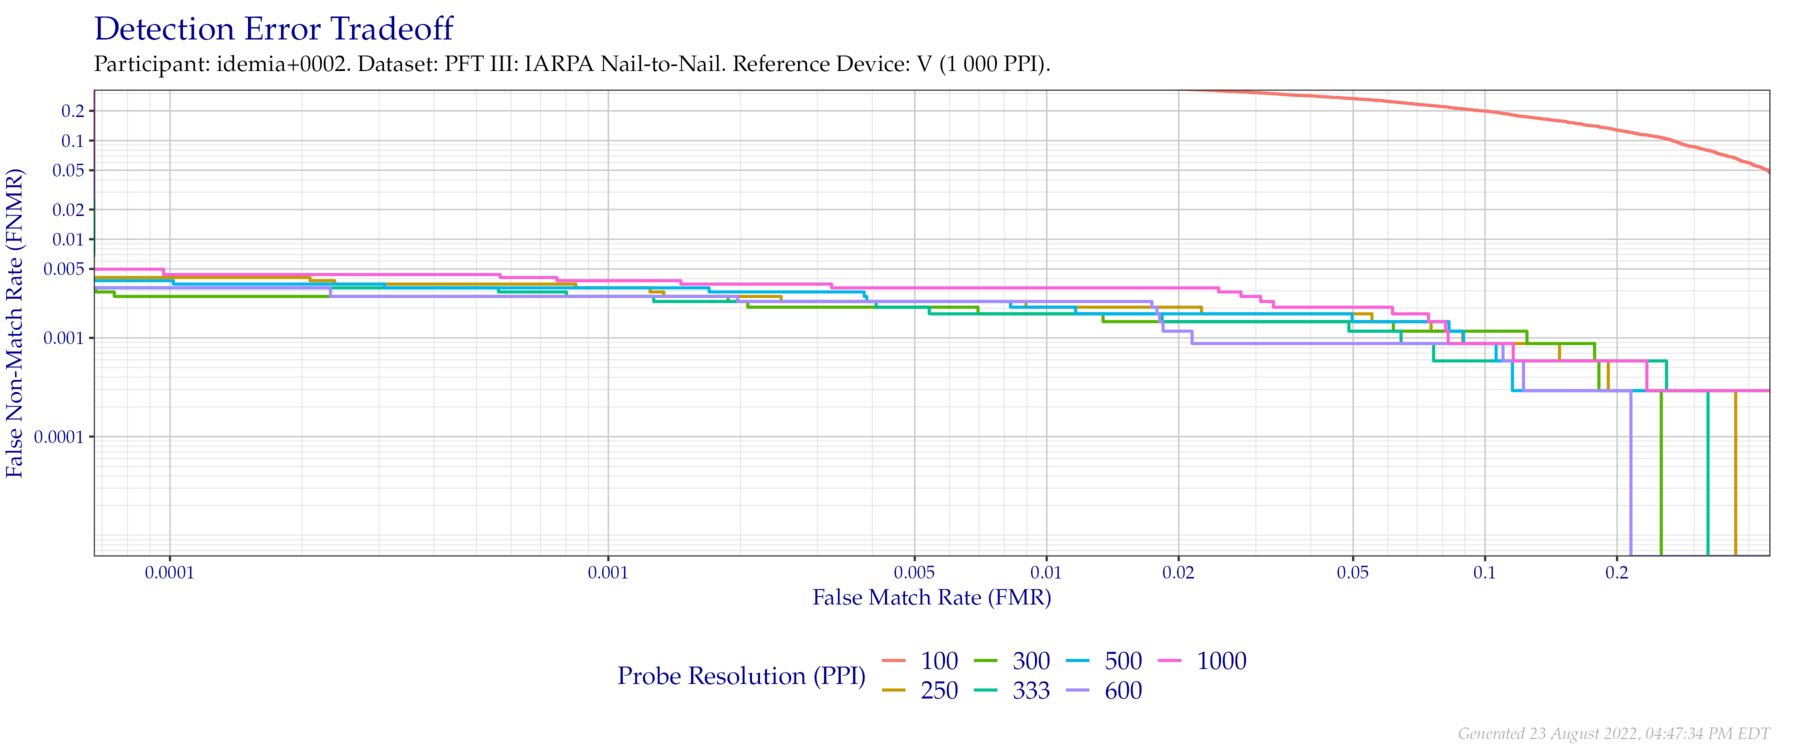 Detection Error Tradeoff
Participant: idemia+0002. Dataset: PFT III: IARPA Nail-to-Nail. Reference Device: V (1 000 PPI).
False Non-Match Rate (FNMR)
0.2
0.1
0.05
0.02
0.01
0.005
0.001
0.0001
0.0001 0.001 0.005 0.01 0.02 0.05 0.1 0.2
False Match Rate (FMR)
Probe Resolution (PPI)
100 300 500 1000
250 333 600
Generated 23 August 2022, 04:47:34 PM EDT